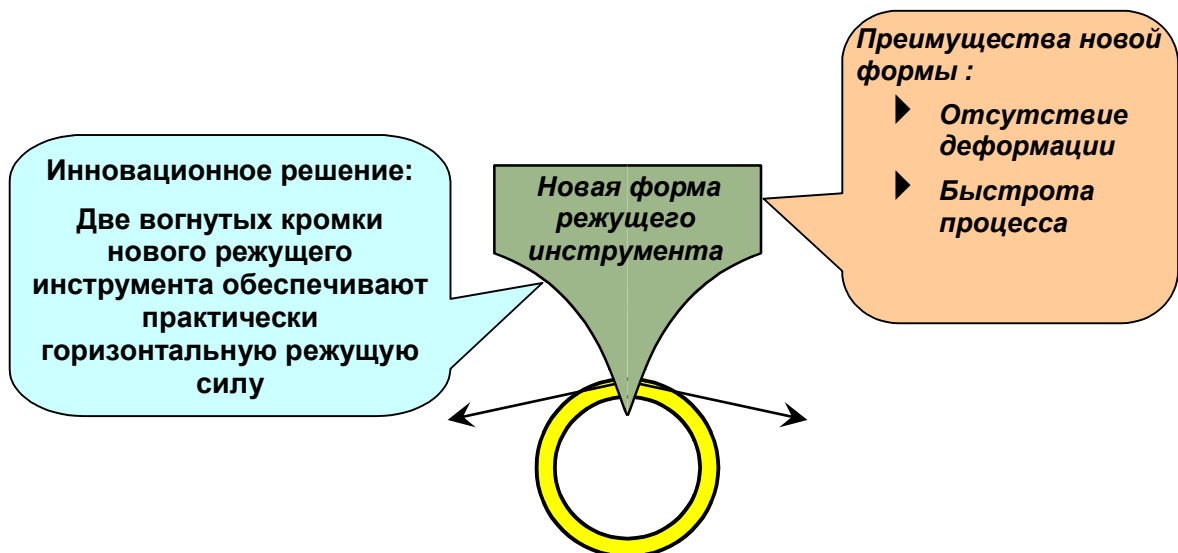 Преимущества новой
формы :
Отсутствие
деформации
Быстрота
процесса
Инновационное решение:
Две вогнутых кромки
нового режущего
инструмента обеспечивают
практически
горизонтальную режущую
силу
Новая форма
режущего
инструмента